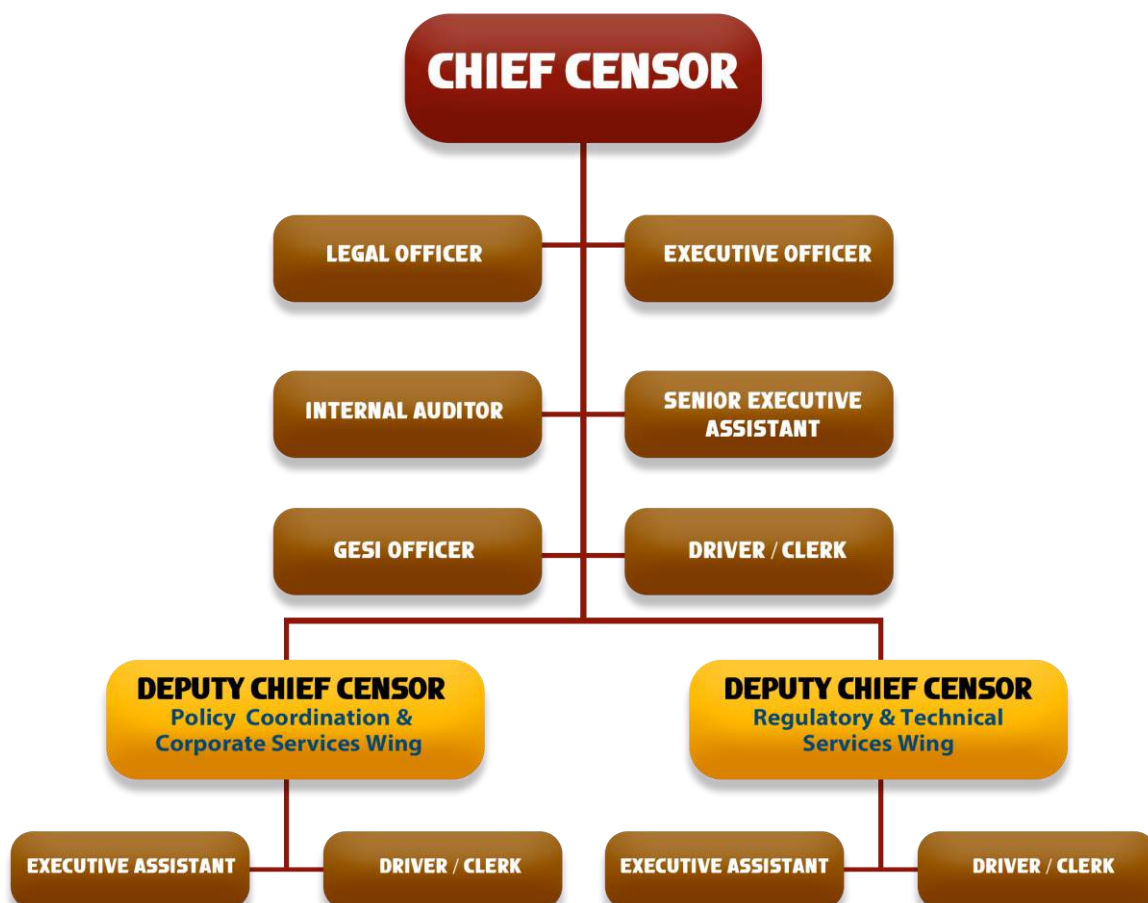 CHIEF CENSOR
LEGAL OFFICER
EXECUTIVE OFFICER
INTERNAL AUDITOR
SENIOR EXECUTIVE
ASSISTANT
GESI OFFICER
DRIVER / CLERK
DEPUTY CHIEF CENSOR
Policy Coordination &
Corporate Services Wing
DEPUTY CHIEF CENSOR
Regulatory & Technical
Services Wing
EXECUTIVE ASSISTANT
DRIVER / CLERK
EXECUTIVE ASSISTANT
DRIVER / CLERK